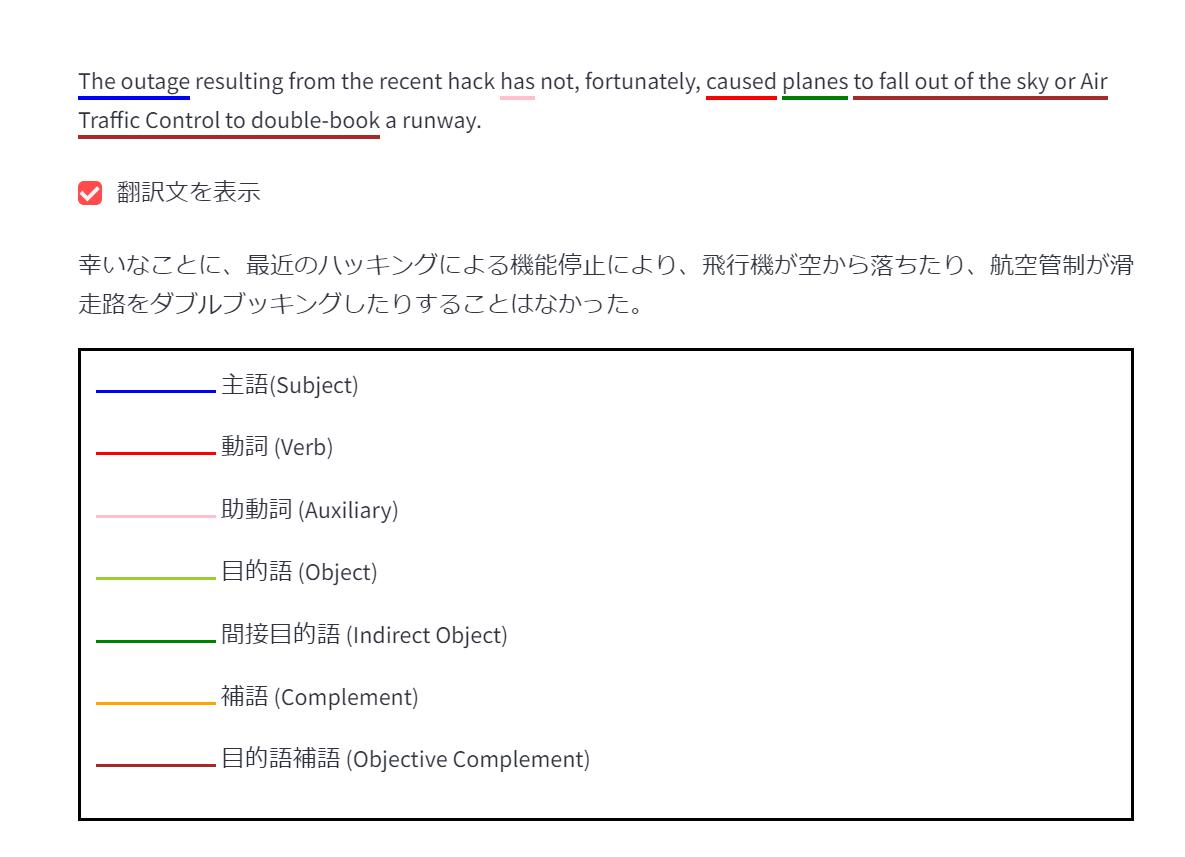 The outage resulting from the recent hack has not, fortunately, caused planes to fall out of the sky or Air
Traffic Control to double-book a runway.
翻訳文を表示
幸いなことに、最近のハッキングによる機能停止により、飛行機が空から落ちたり、航空管制が滑
走路をダブルブッキングしたりすることはなかった。
主語(Subject)
動詞 (Verb)
助動詞 (Auxiliary)
目的語 (Object)
間接目的語 (Indirect Object)
補語 (Complement)
目的語補語 (Objective Complement)